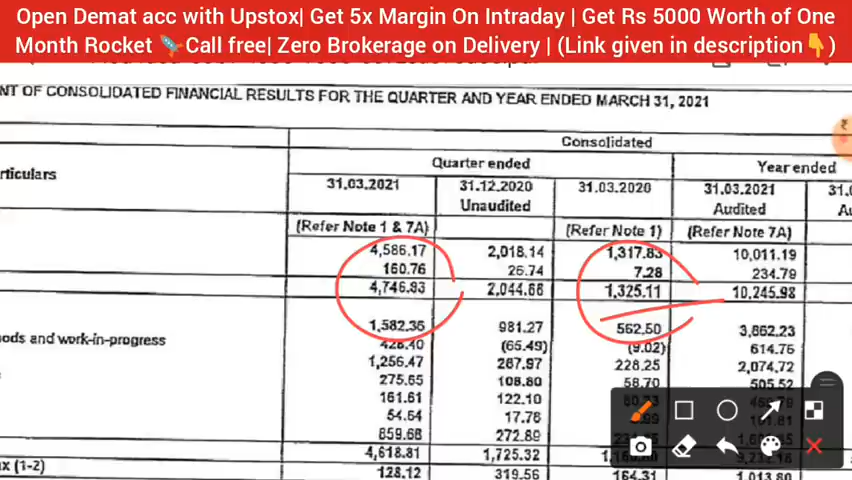 Open Demat acc with Upstox| Get 5x Margin On Intraday | Get Rs 5000 Worth of One
Month Rocket 🚀Call free| Zero Brokerage on Delivery | (Link given in description👇)
NT OF CONSOLIDATED FINANCIAL RESULTS FOR THE QUARTER AND YEAR ENDED MARCH 31, 2021
Consolidated
rticulars Quarter ended Year ended
31.03.2021 31.12.2020 31.03.2020 31.03.2021
Unaudited Audited
(Refer Note 1 & 7A) (Refer Note 1) (Refer Note 7A)
4,586.17 2,018.14 1,317.83 10,011.19
160.76 26.74 7.28 234.79
4,746.93 2,044.88 1,325.11 10,245.98
1,582.36 981.27 562.50 3,862.23
ods and work-in-progress 428.40 (65.49) (9.02) 614.76
1,256.47 267.97 228.25 2,074.72
275.65 108.80 58.70 505.52
161.61 122.10
54.64 17.76
859.68 272.89
4,618.81 1,725.32
x (1-2) 128.12 319.56 164.31 1,013.80